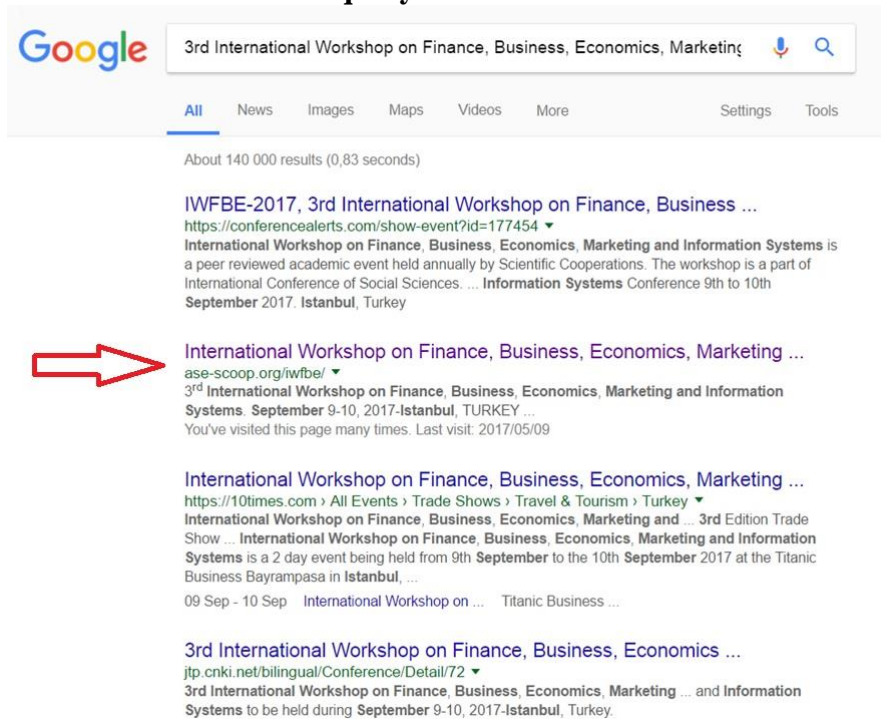 Google
3rd International Workshop on Finance, Business, Economics, Marketing
All News Images Maps Videos More Settings Tools
About 140 000 results (0,83 seconds)
IWFBE-2017, 3rd International Workshop on Finance, Business ...
https://conferencealerts.com/show-event?id=177454 ▼
International Workshop on Finance, Business, Economics, Marketing and Information Systems is
a peer reviewed academic event held annually by Scientific Cooperations. The workshop is a part of
International Conference of Social Sciences. ... Information Systems Conference 9th to 10th
September 2017. Istanbul, Turkey
International Workshop on Finance, Business, Economics, Marketing ...
ase-scoop.org/iwfbe/ ▼
3rd International Workshop on Finance, Business, Economics, Marketing and Information
Systems. September 9-10, 2017-Istanbul, TURKEY ...
You've visited this page many times. Last visit: 2017/05/09
International Workshop on Finance, Business, Economics, Marketing ...
https://10times.com › All Events › Trade Shows › Travel & Tourism › Turkey ▼
International Workshop on Finance, Business, Economics, Marketing and ... 3rd Edition Trade
Show ... International Workshop on Finance, Business, Economics, Marketing and Information
Systems is a 2 day event being held from 9th September to the 10th September 2017 at the Titanic
Business Bayrampasa in Istanbul, ...
09 Sep - 10 Sep International Workshop on ... Titanic Business ...
3rd International Workshop on Finance, Business, Economics ...
jtp.cnki.net/bilingual/Conference/Detail/72 ▼
3rd International Workshop on Finance, Business, Economics, Marketing ... and Information
Systems to be held during September 9-10, 2017-Istanbul, Turkey.